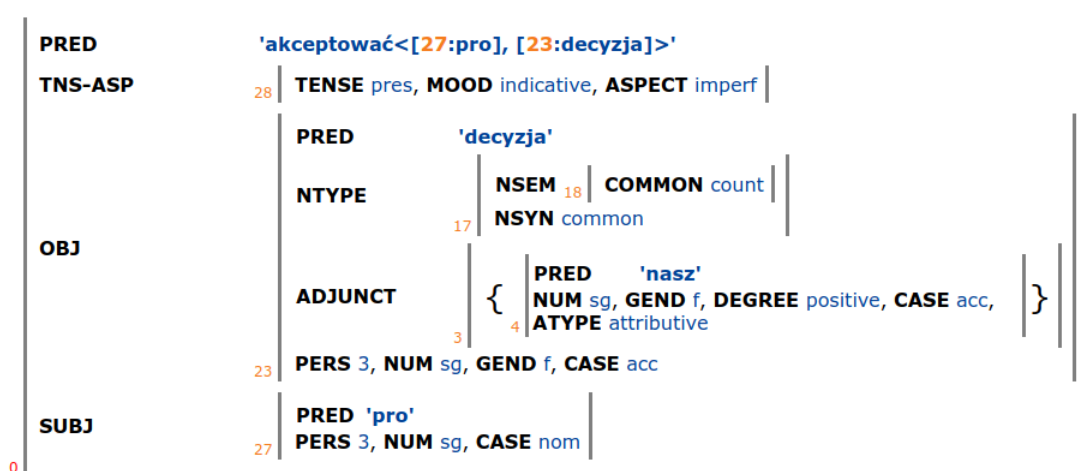 PRED 'akceptować<[27:pro], [23:decyzja]>'
TNS-ASP 28 TENSE pres, MOOD indicative, ASPECT imperf
PRED 'decyzja'
NTYPE NSEM 18 COMMON count
17 NSYN common
OBJ
PRED 'nasz'
ADJUNCT { NUM sg, GEND f, DEGREE positive, CASE acc, }
3 4 ATYPE attributive
23 PERS 3, NUM sg, GEND f, CASE acc
PRED 'pro'
SUBJ
27 PERS 3, NUM sg, CASE nom
0